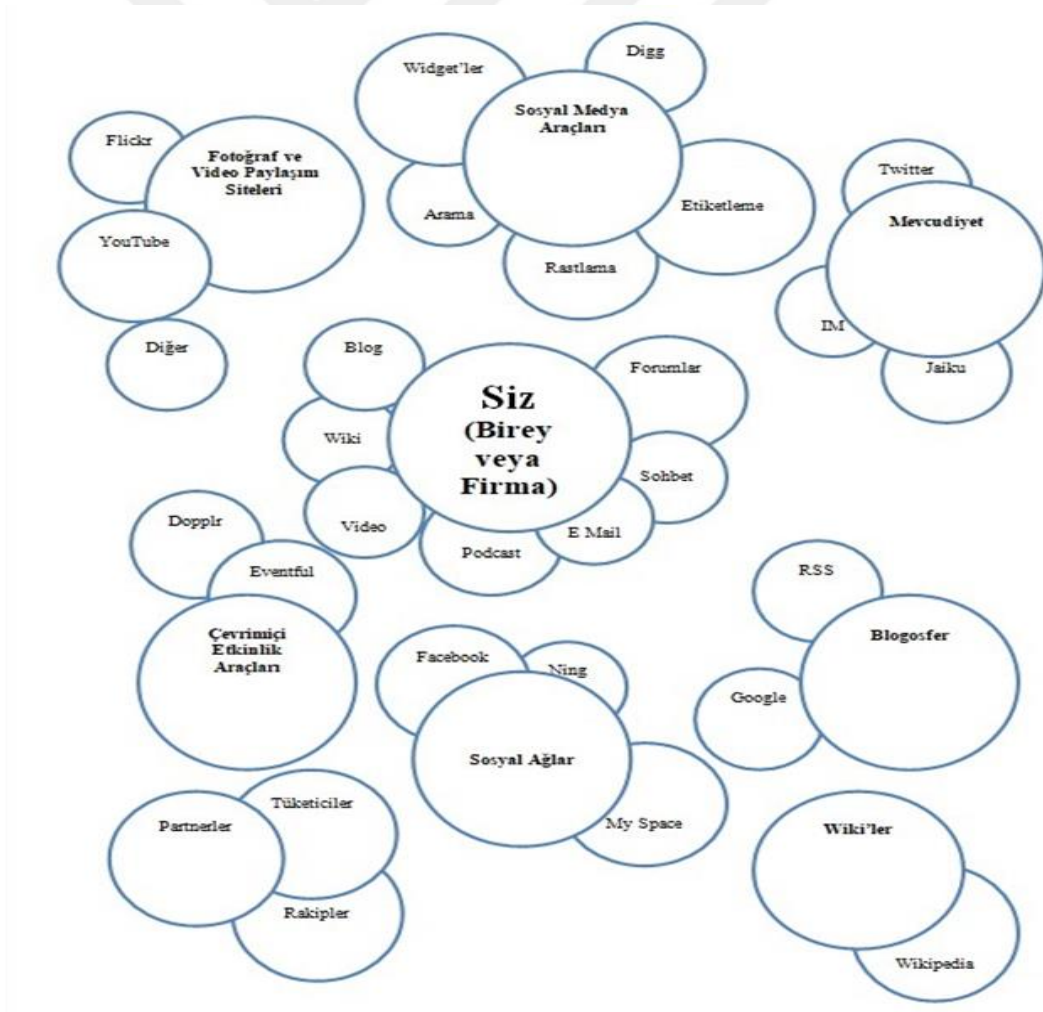 Widget'ler
Digg
Sosyal Medya
Araçları
Arama
Etiketleme
Rastlama
Flickr
Fotoğraf ve
Video Paylaşım
Siteleri
YouTube
Diğer
Twitter
Mevcudiyet
IM
Jaiku
Blog
Wiki
Video
Siz
(Birey
veya
Firma)
Forumlar
Sohbet
E Mail
Podcast
Dopplr
Eventful
Çevrimiçi
Etkinlik
Araçları
Facebook
Ning
Sosyal Ağlar
My Space
RSS
Blogosfer
Google
Tüketiciler
Partnerler
Rakipler
Wiki'ler
Wikipedia